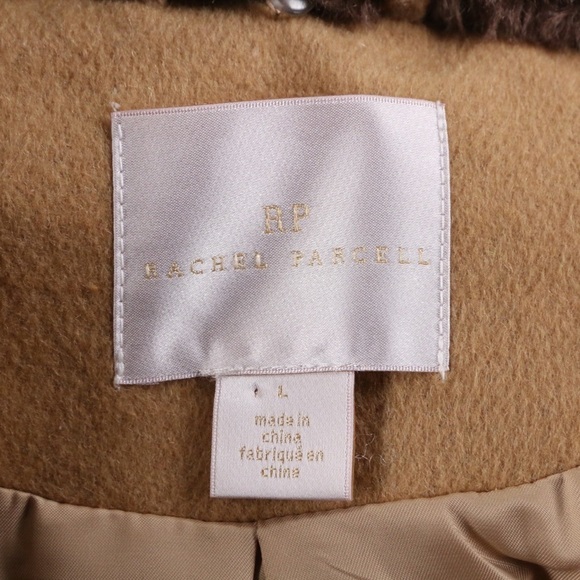 RP
RACHEL PARCELL
L
made in
china
fabriqué en
chine